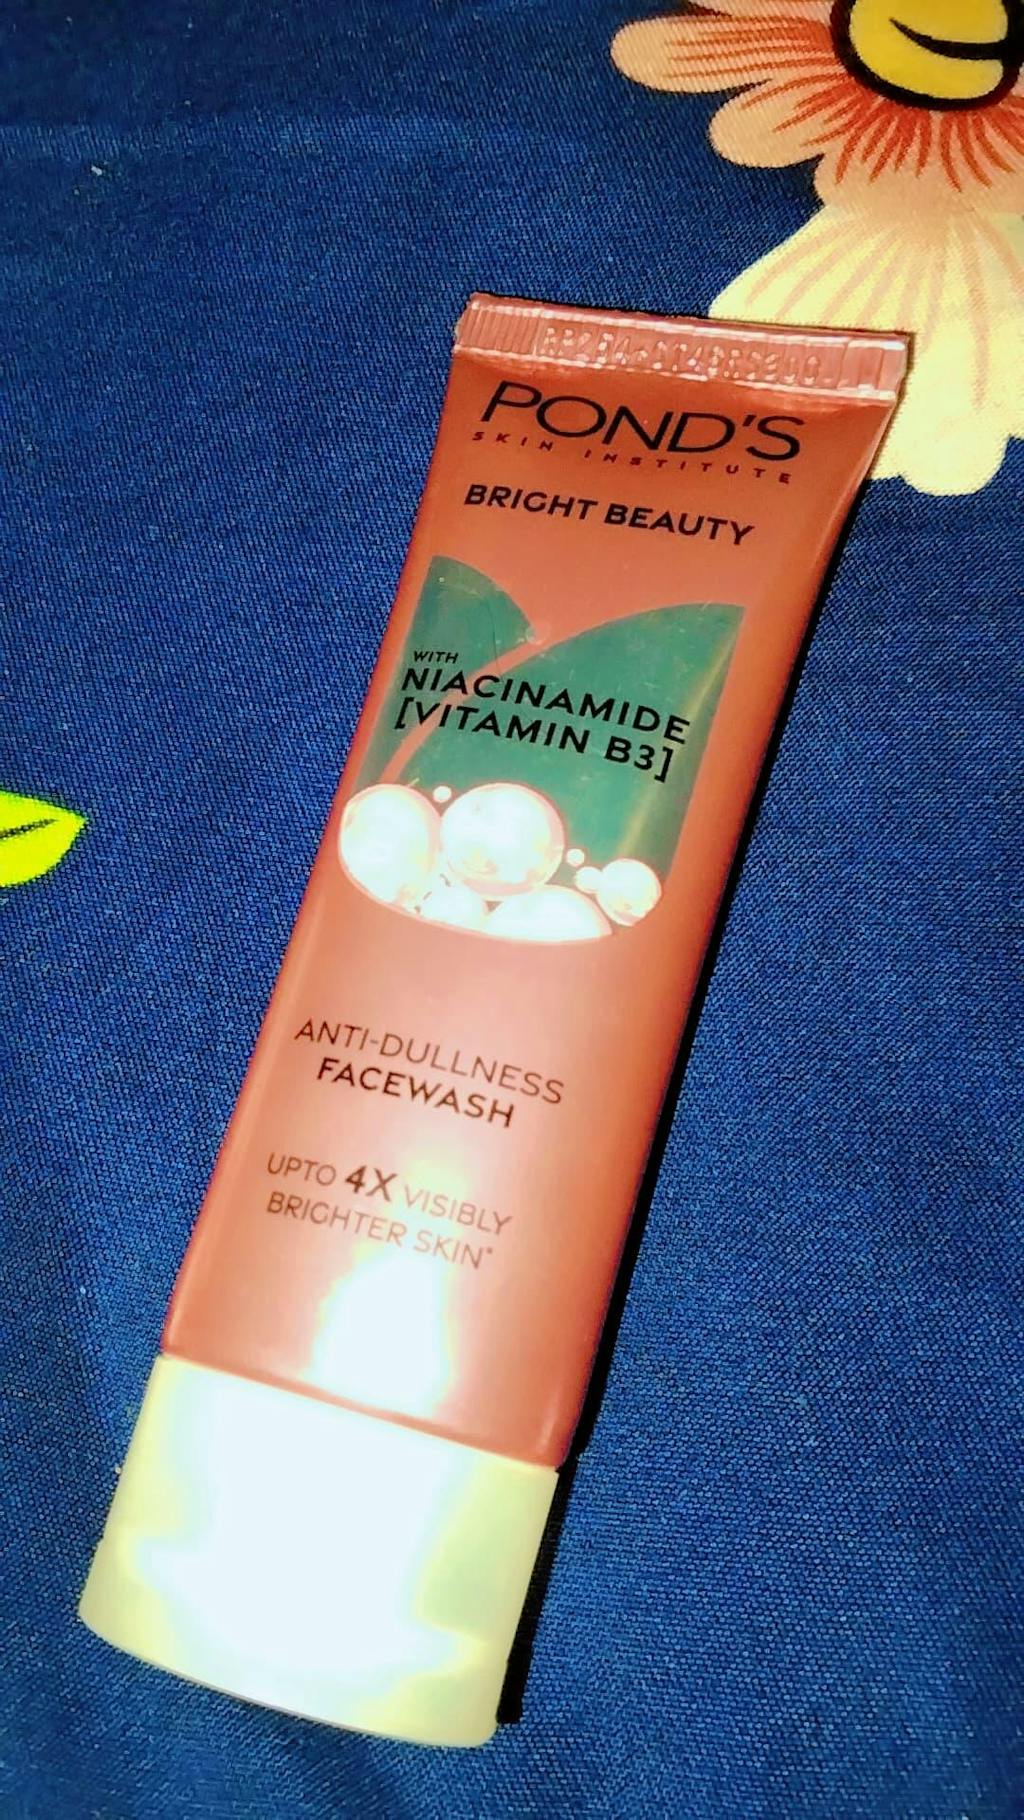 POND'S
SKIN INSTITUTE
BRIGHT BEAUTY
WITH
NIACINAMIDE
[VITAMIN B3]
ANTI-DULLNESS
FACEWASH
UPTO 4X VISIBLY
BRIGHTER SKIN*